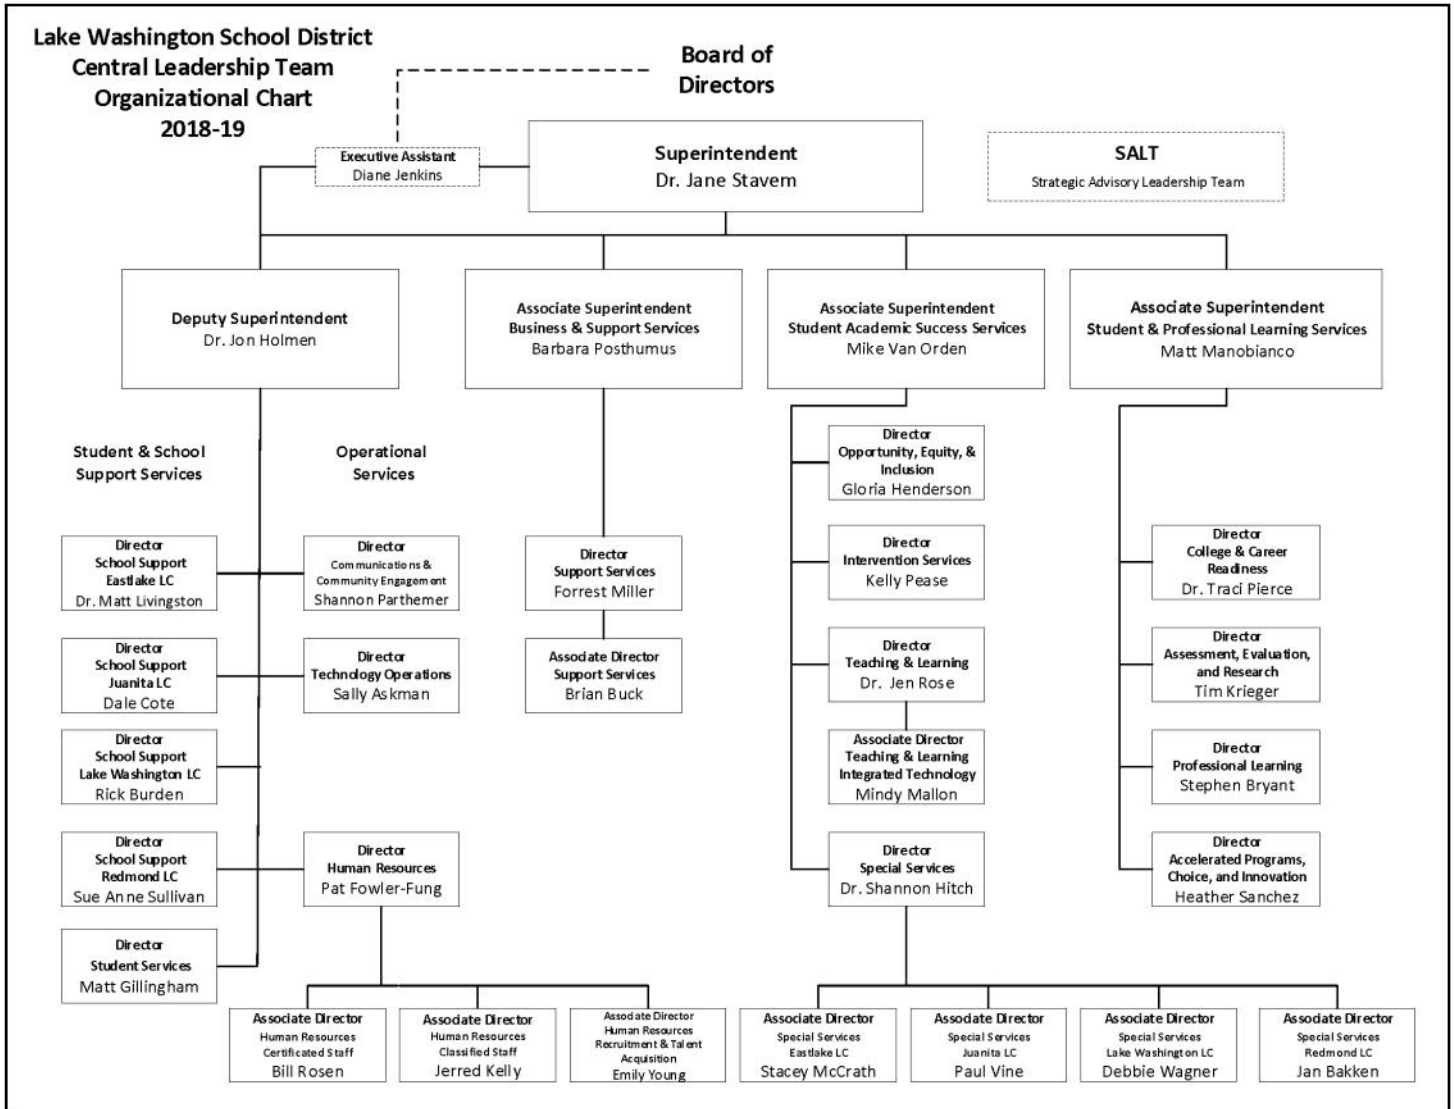 Lake Washington School District
Central Leadership Team
Organizational Chart
2018-19
Board of
Directors
Executive Assistant
Diane Jenkins
Superintendent
Dr. Jane Stavem
SALT
Strategic Advisory Leadership Team
Deputy Superintendent
Dr. Jon Holmen
Associate Superintendent
Business & Support Services
Barbara Posthumus
Associate Superintendent
Student Academic Success Services
Mike Van Orden
Associate Superintendent
Student & Professional Learning Services
Matt Manobianco
Student & School
Support Services
Operational
Services
Director
School Support
Eastlake LC
Dr. Matt Livingston
Director
School Support
Juanita LC
Dale Cote
Director
School Support
Lake Washington LC
Rick Burden
Director
School Support
Redmond LC
Sue Anne Sullivan
Director
Student Services
Matt Gillingham
Director
Communications &
Community Engagement
Shannon Parthemer
Director
Technology Operations
Sally Askman
Director
Human Resources
Pat Fowler-Fung
Associate Director
Human Resources
Certificated Staff
Bill Rosen
Associate Director
Human Resources
Classified Staff
Jerred Kelly
Associate Director
Human Resources
Recruitment & Talent
Acquisition
Emily Young
Director
Support Services
Forrest Miller
Associate Director
Support Services
Brian Buck
Director
Opportunity, Equity, &
Inclusion
Gloria Henderson
Director
Intervention Services
Kelly Pease
Director
Teaching & Learning
Dr. Jen Rose
Associate Director
Teaching & Learning
Integrated Technology
Mindy Mallon
Director
Special Services
Dr. Shannon Hitch
Associate Director
Special Services
Eastlake LC
Stacey McCrath
Associate Director
Special Services
Juanita LC
Paul Vine
Associate Director
Special Services
Lake Washington LC
Debbie Wagner
Associate Director
Special Services
Redmond LC
Jan Bakken
Director
College & Career
Readiness
Dr. Traci Pierce
Director
Assessment, Evaluation,
and Research
Tim Krieger
Director
Professional Learning
Stephen Bryant
Director
Accelerated Programs,
Choice, and Innovation
Heather Sanchez